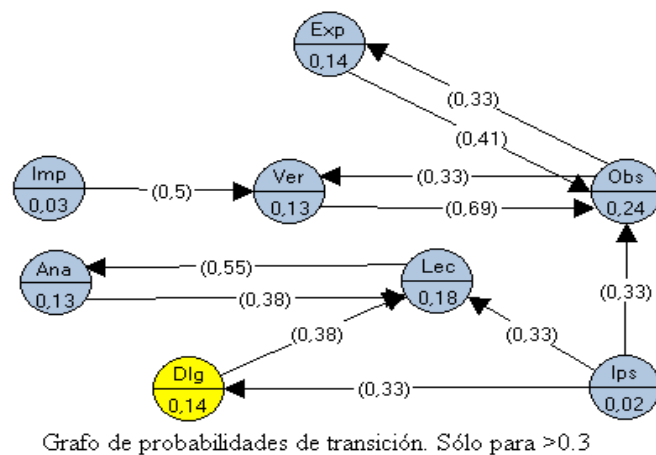 Exp
0,14
(0,33)
(0,41)
Imp
0,03
(0,5)
Ver
0,13
(0,33)
(0,69)
Obs
0,24
Ana
0,13
(0,55)
(0,38)
Lec
0,18
(0,33)
(0,38)
(0,33)
Dlg
0,14
(0,33)
Ips
0,02
Grafo de probabilidades de transición. Sólo para >0.3